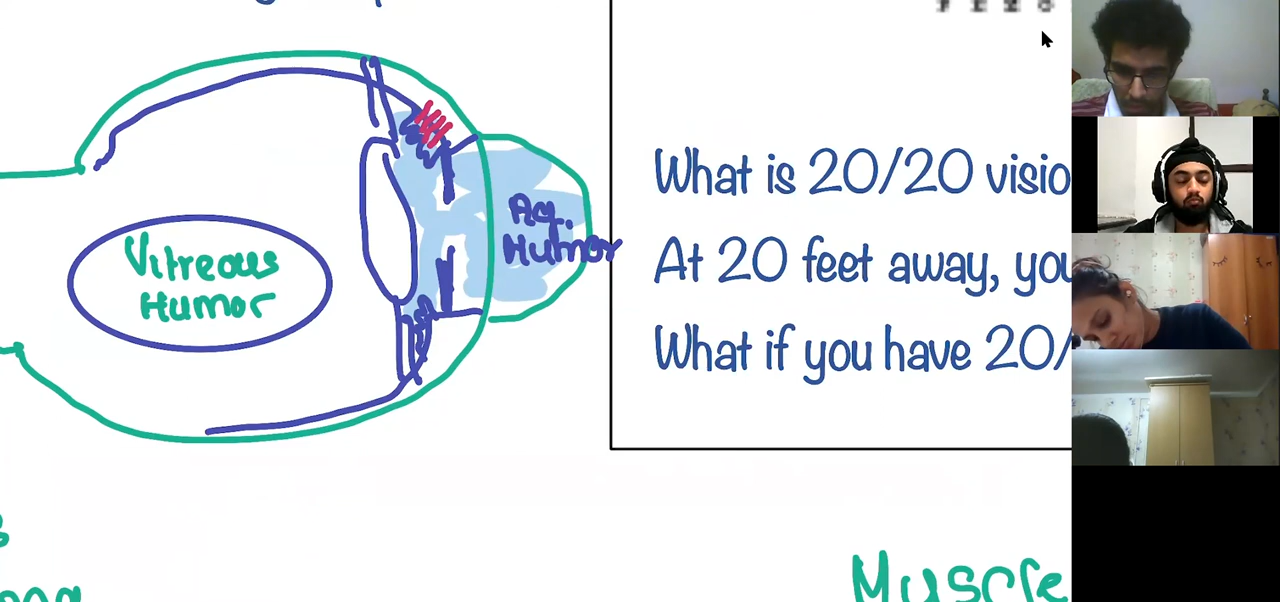 Vitreous
Humor
Aq.
Humor
What is 20/20 visio
At 20 feet away, you
What if you have 20/
Muscle